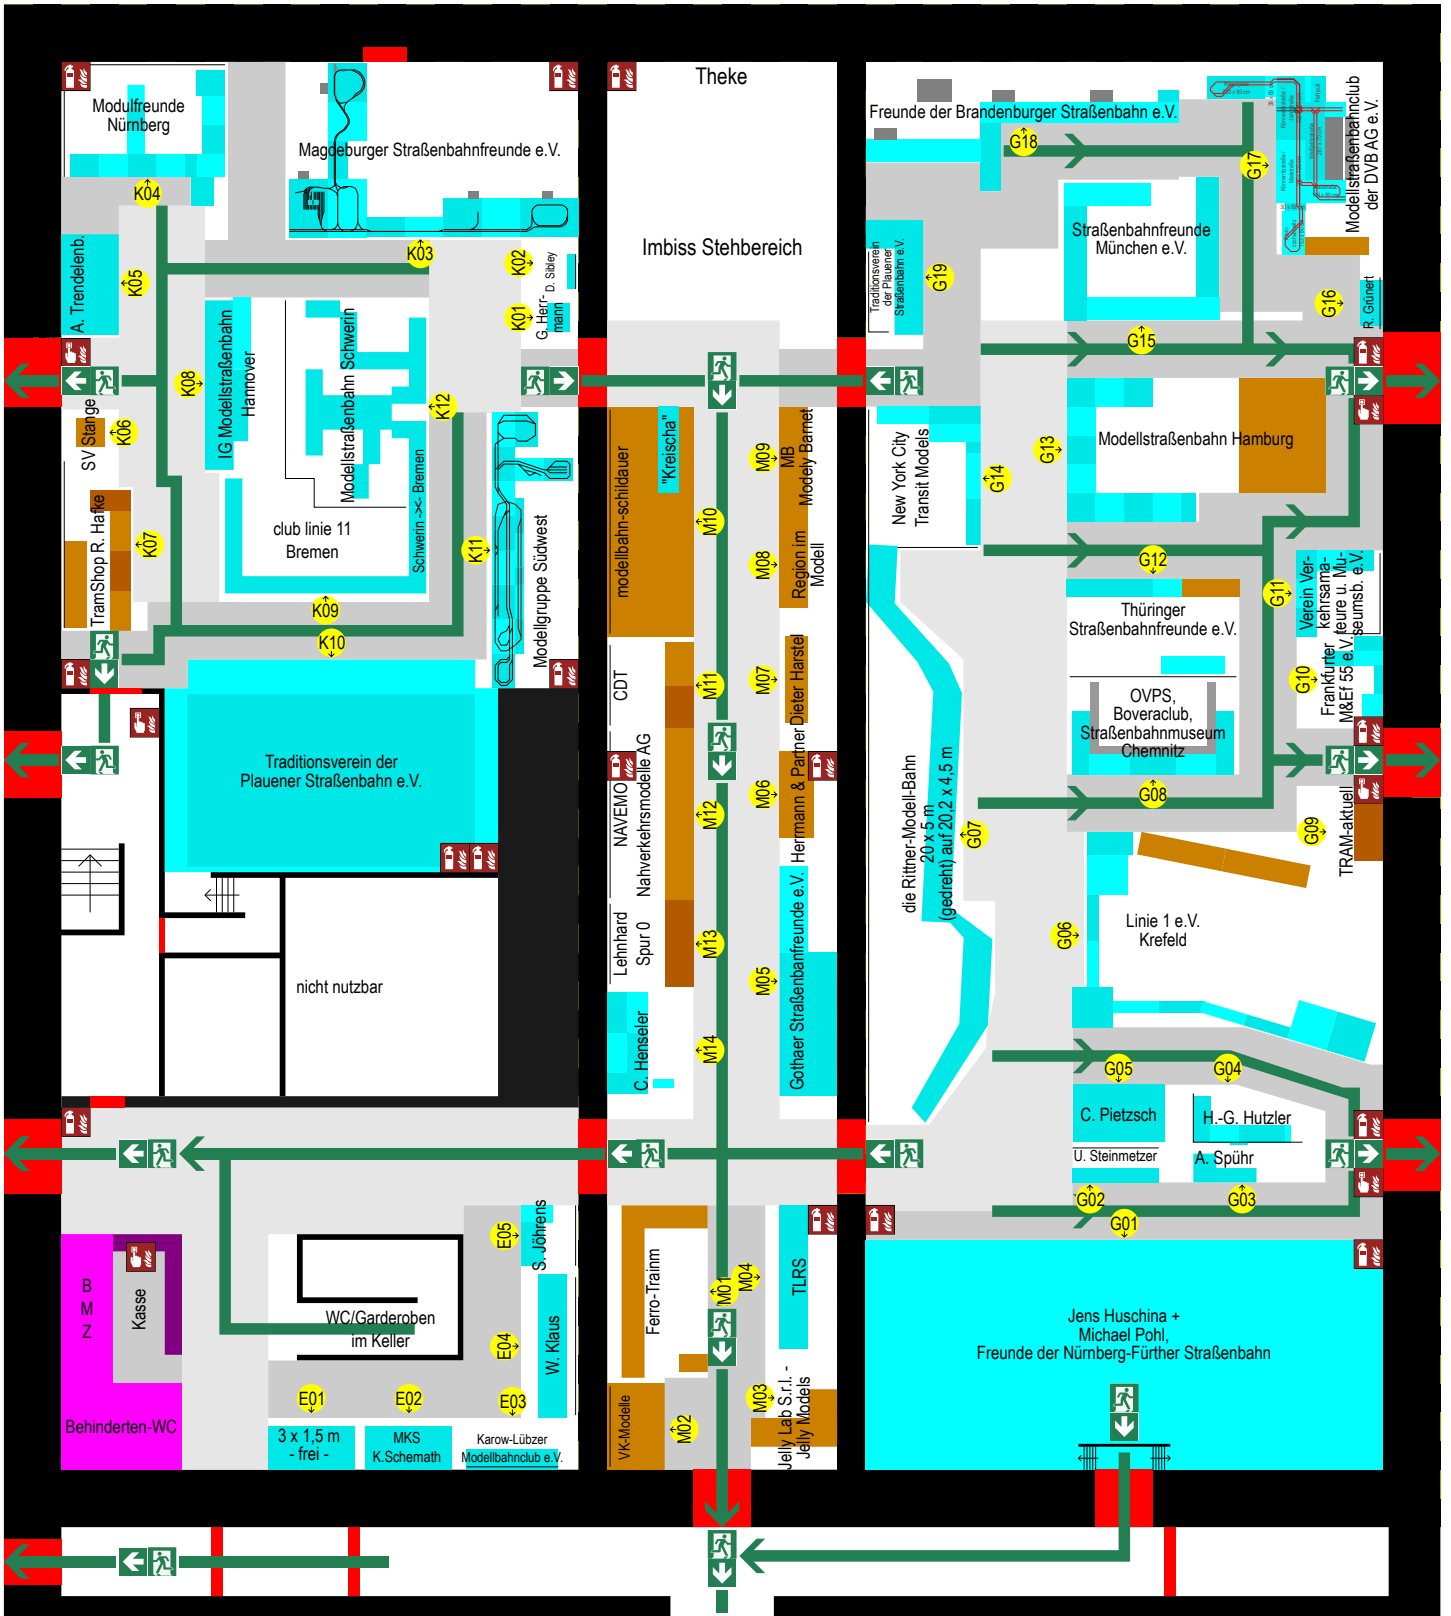 Modulfreunde
Nürnberg
K04
Magdeburger Straßenbahnfreunde e.V.
K03
K02
D. Sibley
K01
G. Herr-
mann
A. Trendelenb.
K05
K08
IG Modellstraßenbahn
Hannover
Modellstraßenbahn Schwerin
K12
SV Stange
K06
TramShop R. Hafke
K07
club linie 11
Bremen
Schwerin -><- Bremen
K11
Modellgruppe Südwest
K09
K10
Traditionsverein der
Plauener Straßenbahn e.V.
nicht nutzbar
B
M
Z
Kasse
Behinderten-WC
WC/Garderoben
im Keller
E05
S. Jöhrens
E04
W. Klaus
E03
E02
E01
3 x 1,5 m
- frei -
MKS
K.Schemath
Karow-Lübzer
Modellbahnclub e.V.
Theke
Imbiss Stehbereich
modellbahn-schildauer
"Kreischa"
M10
M09
MB
Modely Barnet
M08
Region im
Modell
CDT
M11
M07
Dieter Harstel
NAVEMO
Nahverkehrsmodelle AG
M12
M06
Herrmann & Partner
Lehnhard
Spur 0
M13
M05
Gothaer Straßenbanfreunde e.V.
C. Henseler
M14
Ferro-Trainm
M01
M04
TLRS
VK-Modelle
M02
M03
Jelly Lab S.r.l. -
Jelly Models
Freunde der Brandenburger Straßenbahn e.V.
G18
G17
Modellstraßenbahnclub
der DVB AG e.V.
Traditionsverein
der Plauener
Straßenbahn e.V.
G19
Straßenbahnfreunde
München e.V.
G16
R. Grünert
G15
New York City
Transit Models
G14
G13
Modellstraßenbahn Hamburg
G12
Thüringer
Straßenbahnfreunde e.V.
G11
Verein Ver-
kehrsama-
teure u. Mu-
seumsb. e.V.
G10
Frankfurter
M&Ef 55 e.V.
OVPS,
Boveraclub,
Straßenbahnmuseum
Chemnitz
G08
die Rittner-Modell-Bahn
20 x 5 m
(gedreht) auf 20,2 x 4,5 m
G07
G09
TRAM-aktuell
G06
Linie 1 e.V.
Krefeld
G05
G04
C. Pietzsch
H.-G. Hutzler
U. Steinmetzer
A. Spühr
G02
G03
G01
Jens Huschina +
Michael Pohl,
Freunde der Nürnberg-Fürther Straßenbahn